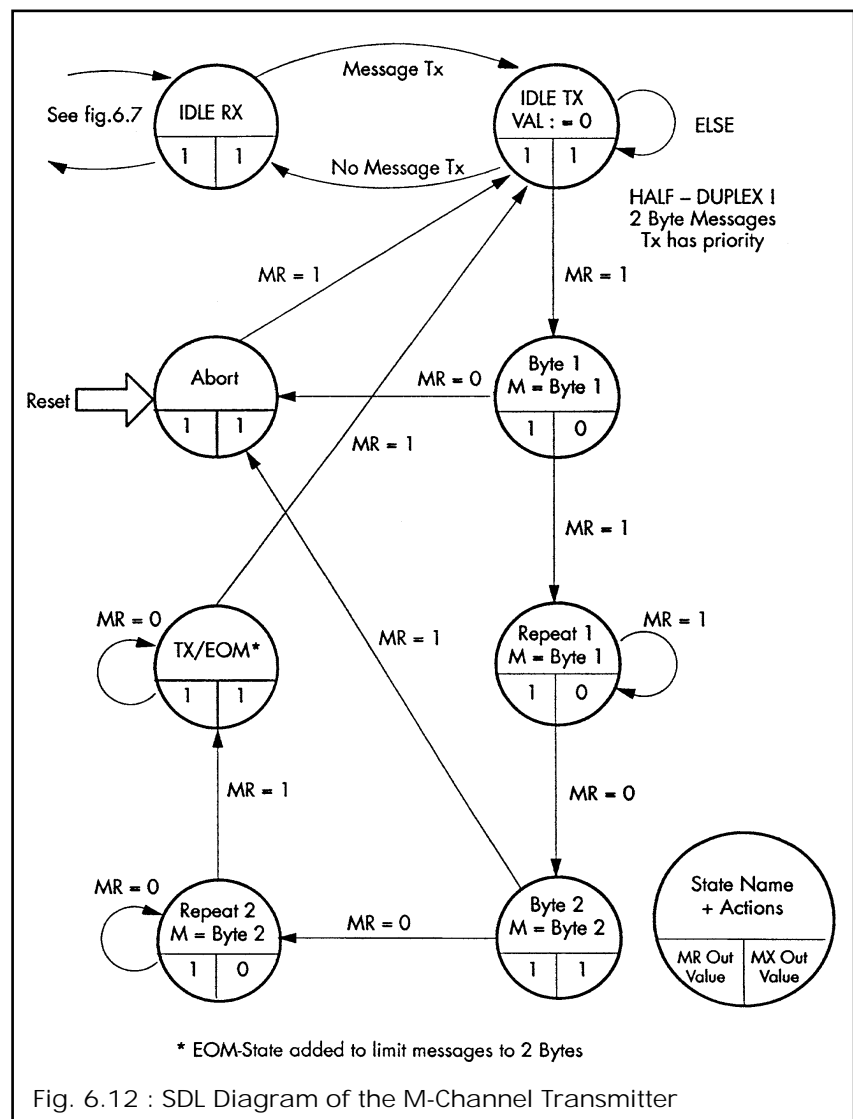 Message Tx
See fig.6.7
IDLE RX
1 1
IDLE TX
VAL : = 0
1 1
ELSE
No Message Tx
HALF – DUPLEX !
2 Byte Messages
Tx has priority
MR = 1
MR = 1
Abort
1 1
Reset
MR = 0
Byte 1
M = Byte 1
1 0
MR = 1
MR = 1
MR = 0
TX/EOM*
1 1
MR = 1
Repeat 1
M = Byte 1
1 0
MR = 1
MR = 1
MR = 0
MR = 0
Repeat 2
M = Byte 2
1 0
MR = 0
Byte 2
M = Byte 2
1 1
State Name
+ Actions
MR Out
Value
MX Out
Value
* EOM-State added to limit messages to 2 Bytes
Fig. 6.12 : SDL Diagram of the M-Channel Transmitter